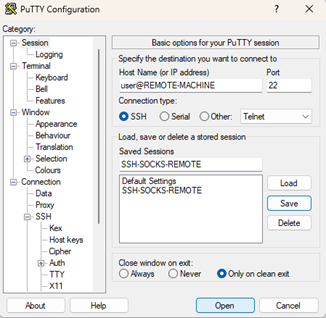 PuTTY Configuration
Category:
Session
Logging
Terminal
Keyboard
Bell
Features
Window
Appearance
Behaviour
Translation
Selection
Colours
Connection
Data
Proxy
SSH
Kex
Host keys
Cipher
Auth
TTY
X11
Basic options for your PuTTY session
Specify the destination you want to connect to
Host Name (or IP address) Port
user@REMOTE-MACHINE 22
Connection type:
SSH Serial Other: Telnet
Load, save or delete a stored session
Saved Sessions
SSH-SOCKS-REMOTE
Default Settings
SSH-SOCKS-REMOTE
Load
Save
Delete
Close window on exit:
Always Never Only on clean exit
About Help Open Cancel